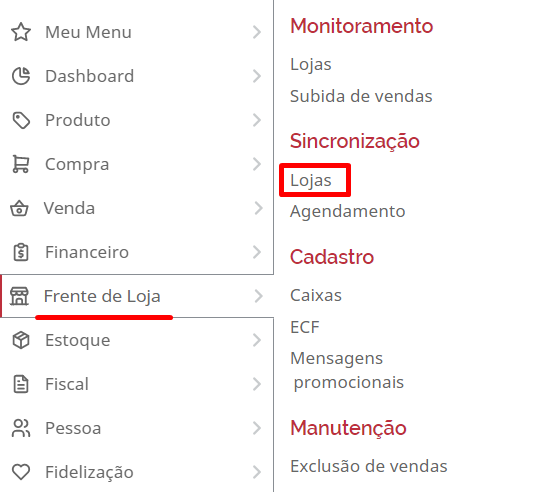 Meu Menu
Dashboard
Produto
Compra
Venda
Financeiro
Frente de Loja
Estoque
Fiscal
Pessoa
Fidelização
Monitoramento
Lojas
Subida de vendas
Sincronização
Lojas
Agendamento
Cadastro
Caixas
ECF
Mensagens
promocionais
Manutenção
Exclusão de vendas